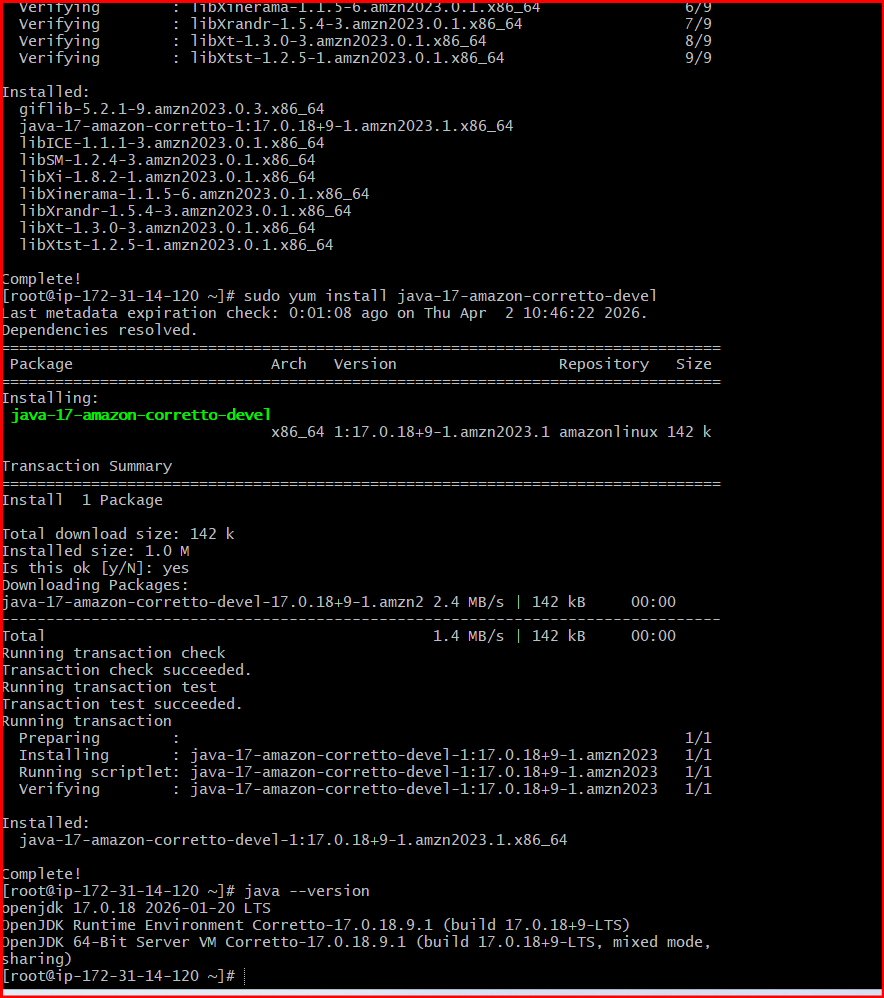 Verifying : libXinerama-1.1.5-6.amzn2023.0.1.x86_64 6/9
Verifying : libXrandr-1.5.4-3.amzn2023.0.1.x86_64 7/9
Verifying : libXt-1.3.0-3.amzn2023.0.1.x86_64 8/9
Verifying : libXtst-1.2.5-1.amzn2023.0.1.x86_64 9/9
Installed:
giflib-5.2.1-9.amzn2023.0.3.x86_64
java-17-amazon-corretto-1:17.0.18+9-1.amzn2023.1.x86_64
libICE-1.1.1-3.amzn2023.0.1.x86_64
libSM-1.2.4-3.amzn2023.0.1.x86_64
libXi-1.8.2-1.amzn2023.0.1.x86_64
libXinerama-1.1.5-6.amzn2023.0.1.x86_64
libXrandr-1.5.4-3.amzn2023.0.1.x86_64
libXt-1.3.0-3.amzn2023.0.1.x86_64
libXtst-1.2.5-1.amzn2023.0.1.x86_64
Complete!
[root@ip-172-31-14-120 ~]# sudo yum install java-17-amazon-corretto-devel
Last metadata expiration check: 0:01:08 ago on Thu Apr  2 10:46:22 2026.
Dependencies resolved.
================================================================================
Package Arch Version Repository Size
================================================================================
Installing:
java-17-amazon-corretto-devel
x86_64 1:17.0.18+9-1.amzn2023.1 amazonlinux 142 k
Transaction Summary
================================================================================
Install  1 Package
Total download size: 142 k
Installed size: 1.0 M
Is this ok [y/N]: yes
Downloading Packages:
java-17-amazon-corretto-devel-17.0.18+9-1.amzn2 2.4 MB/s | 142 kB     00:00
--------------------------------------------------------------------------------
Total 1.4 MB/s | 142 kB     00:00
Running transaction check
Transaction check succeeded.
Running transaction test
Transaction test succeeded.
Running transaction
Preparing : 1/1
Installing : java-17-amazon-corretto-devel-1:17.0.18+9-1.amzn2023 1/1
Running scriptlet: java-17-amazon-corretto-devel-1:17.0.18+9-1.amzn2023 1/1
Verifying : java-17-amazon-corretto-devel-1:17.0.18+9-1.amzn2023 1/1
Installed:
java-17-amazon-corretto-devel-1:17.0.18+9-1.amzn2023.1.x86_64
Complete!
[root@ip-172-31-14-120 ~]# java --version
openjdk 17.0.18 2026-01-20 LTS
OpenJDK Runtime Environment Corretto-17.0.18.9.1 (build 17.0.18+9-LTS)
OpenJDK 64-Bit Server VM Corretto-17.0.18.9.1 (build 17.0.18+9-LTS, mixed mode,
sharing)
[root@ip-172-31-14-120 ~]#